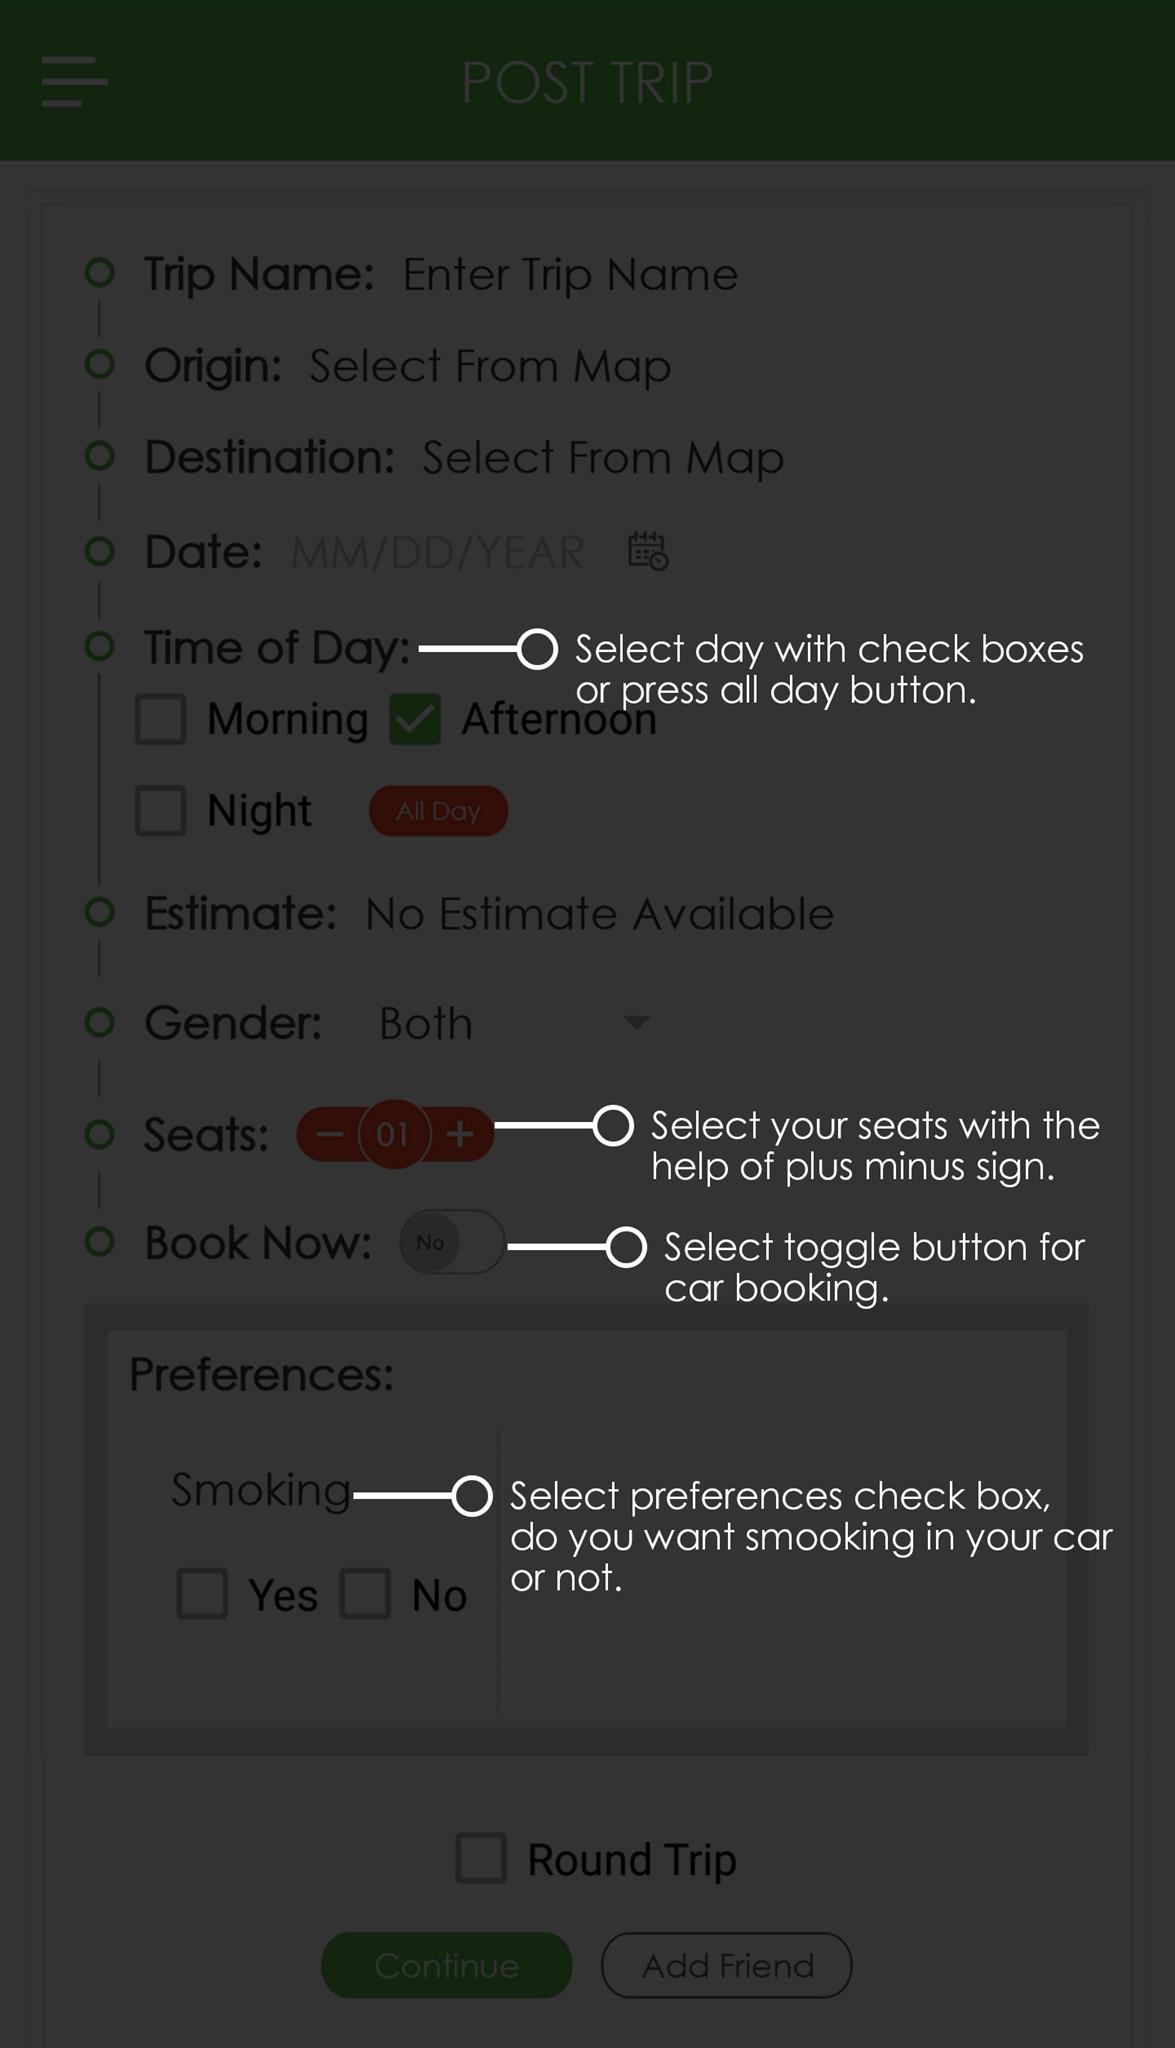 POST TRIP
Trip Name: Enter Trip Name
Origin: Select From Map
Destination: Select From Map
Date: MM/DD/YEAR
Time of Day: Select day with check boxes
or press all day button.
Morning Afternoon
Night All Day
Estimate: No Estimate Available
Gender: Both
Seats: 01 Select your seats with the
help of plus minus sign.
Book Now: No Select toggle button for
car booking.
Preferences:
Smoking Select preferences check box,
do you want smooking in your car
or not.
Yes No
Round Trip
Continue Add Friend